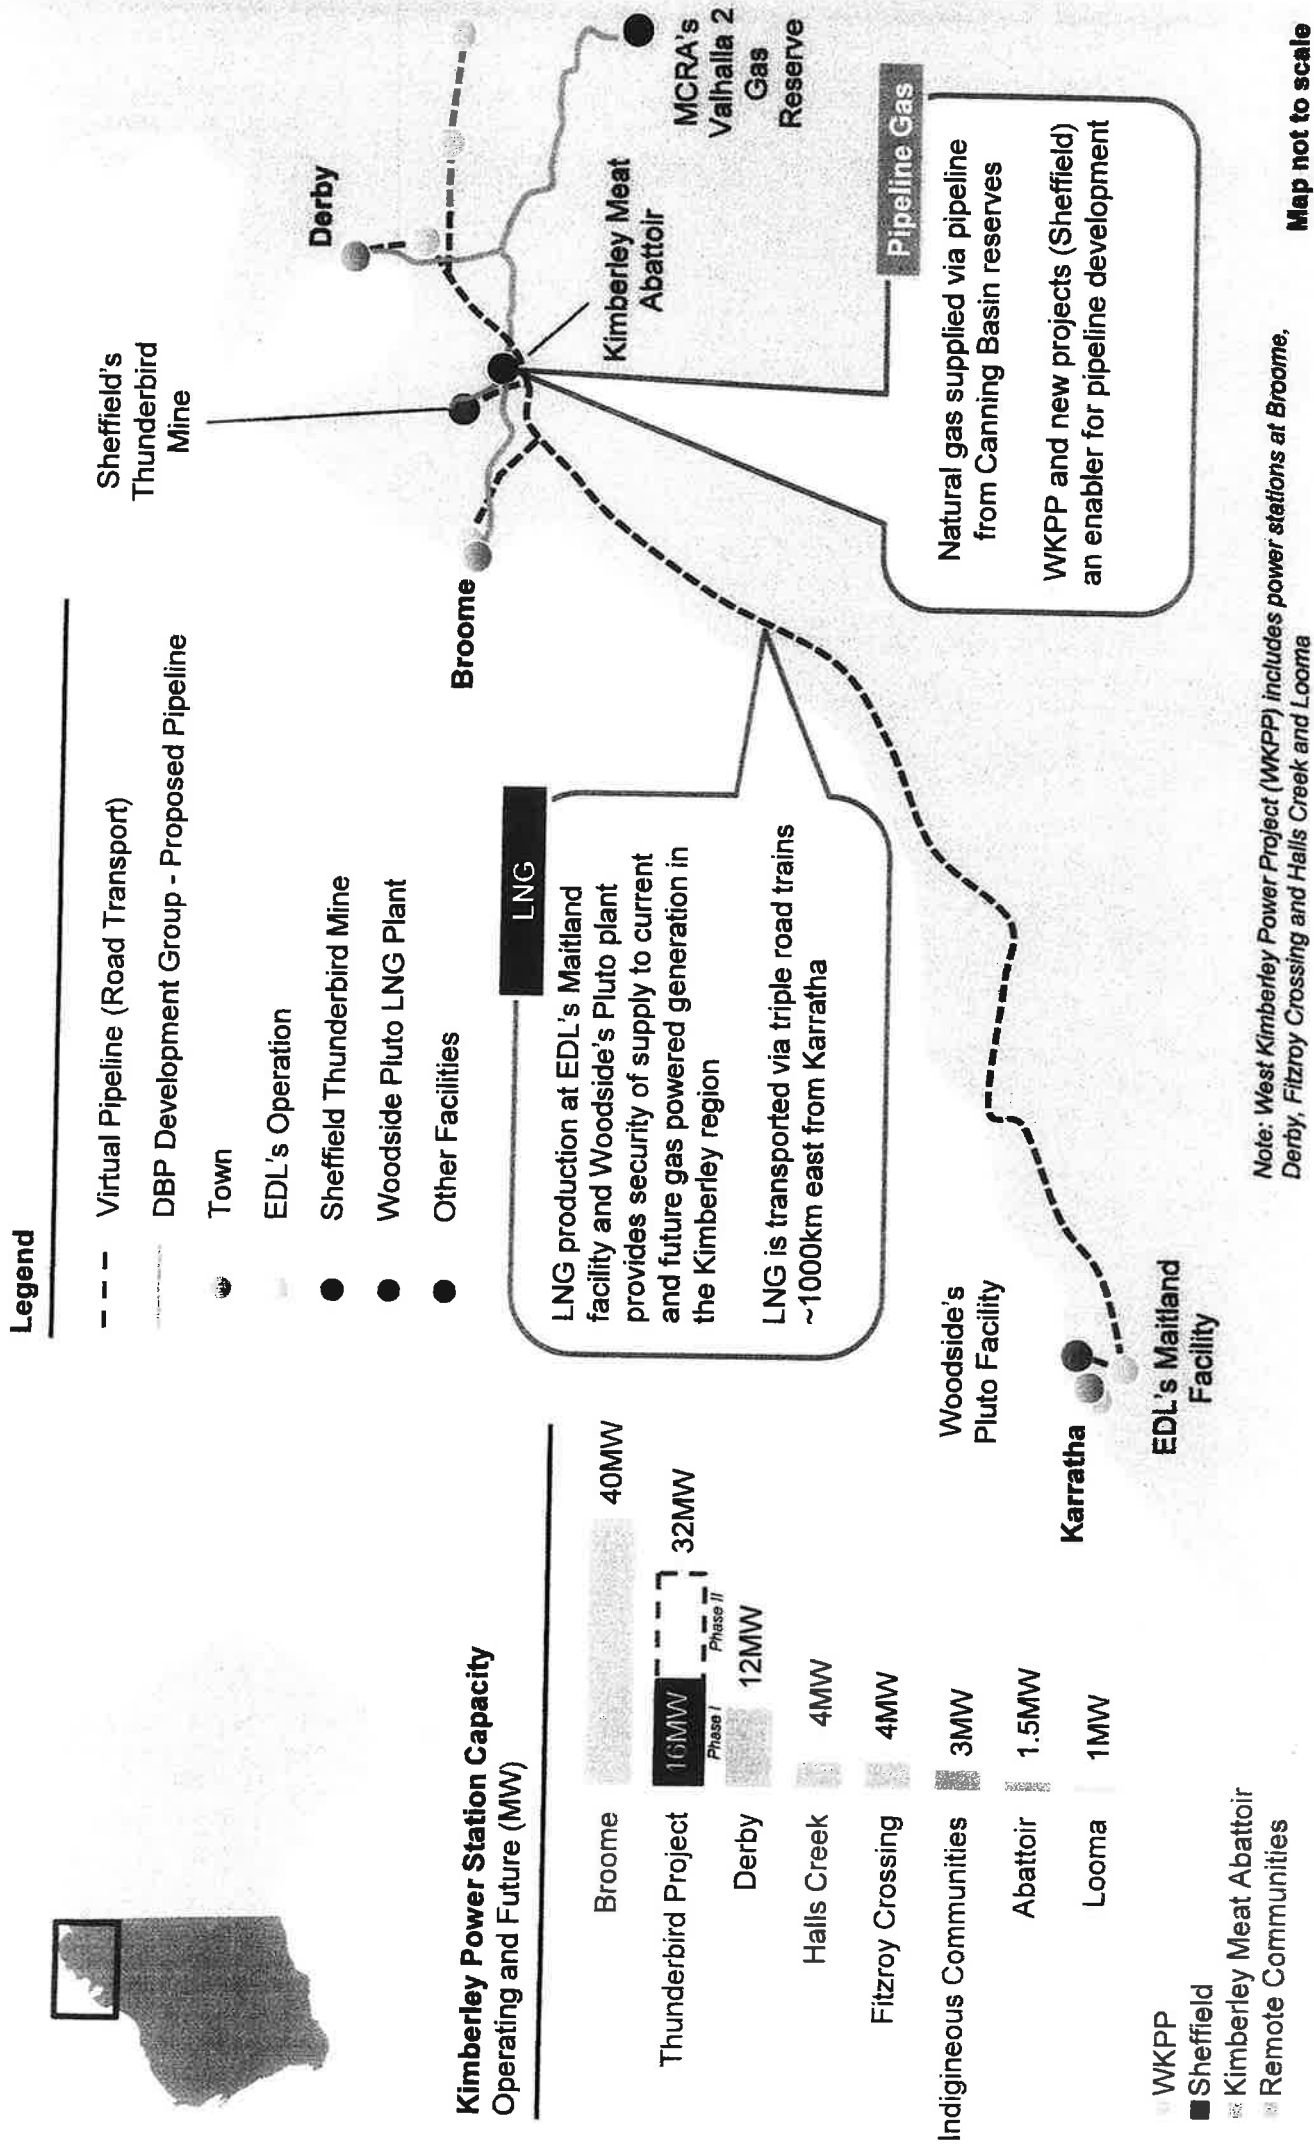 Kimberley Power Station Capacity
Operating and Future (MW)
Broome
40MW
Thunderbird Project
16MW
32MW
Phase I
Phase II
Derby
12MW
Halls Creek
4MW
Fitzroy Crossing
4MW
Indigineous Communities
3MW
Abattoir
1.5MW
Looma
1MW
WKPP
Sheffield
Kimberley Meat Abattoir
Remote Communities
Legend
Virtual Pipeline (Road Transport)
DBP Development Group - Proposed Pipeline
Town
EDL's Operation
Sheffield Thunderbird Mine
Woodside Pluto LNG Plant
Other Facilities
LNG
LNG production at EDL's Maitland
facility and Woodside's Pluto plant
provides security of supply to current
and future gas powered generation in
the Kimberley region
LNG is transported via triple road trains
~1000km east from Karratha
Woodside's
Pluto Facility
Karratha
EDL's Maitland
Facility
Sheffield's
Thunderbird
Mine
Broome
Derby
Kimberley Meat
Abattoir
MCRA's
Valhalla 2
Gas
Reserve
Pipeline Gas
Natural gas supplied via pipeline
from Canning Basin reserves
WKPP and new projects (Sheffield)
an enabler for pipeline development
Note: West Kimberley Power Project (WKPP) includes power stations at Broome,
Derby, Fitzroy Crossing and Halls Creek and Looma
Map not to scale